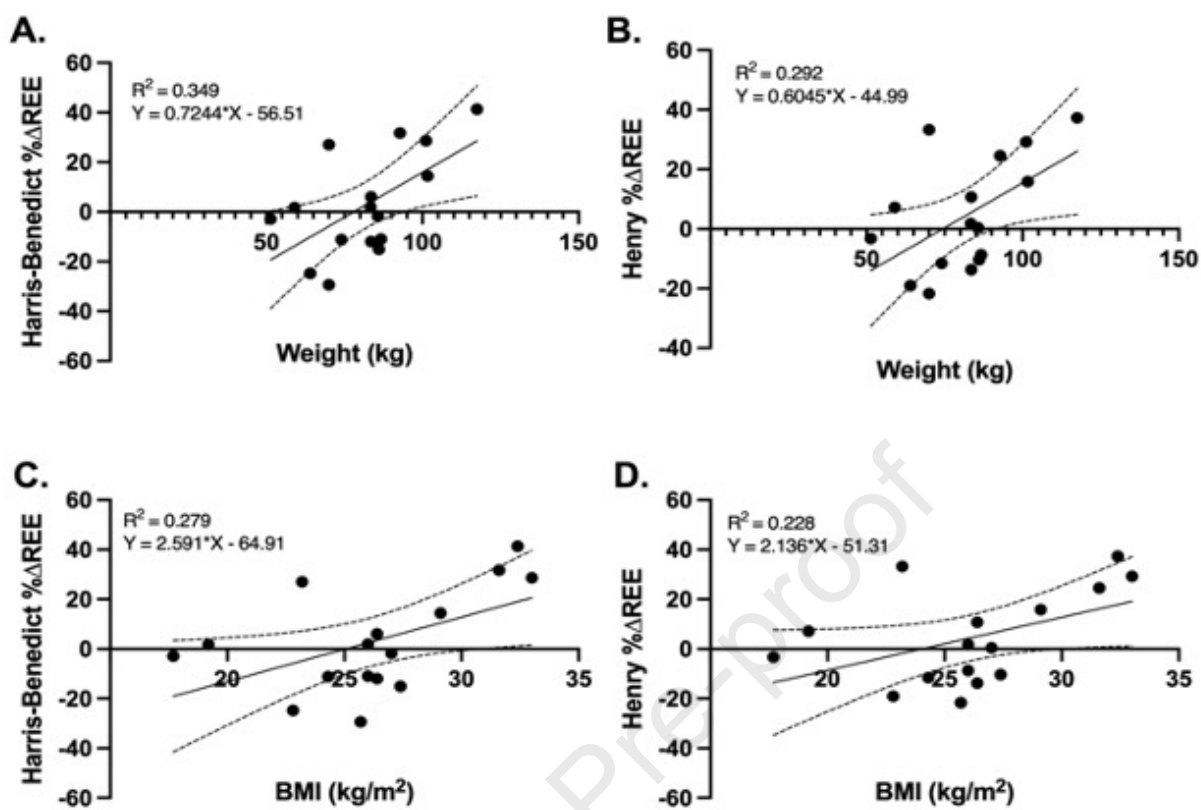 A.
Harris-Benedict %ΔREE
60
40
20
0
-20
-40
-60
R² = 0.349
Y = 0.7244*X - 56.51
50
100
150
Weight (kg)
B.
Henry %ΔREE
60
40
20
0
-20
-40
R² = 0.292
Y = 0.6045*X - 44.99
50
100
150
Weight (kg)
C.
Harris-Benedict %ΔREE
60
40
20
0
-20
-40
-60
R² = 0.279
Y = 2.591*X - 64.91
20
25
30
35
BMI (kg/m²)
D.
Henry %ΔREE
60
40
20
0
-20
-40
-60
R² = 0.228
Y = 2.136*X - 51.31
20
25
30
35
BMI (kg/m²)
Pre-proof